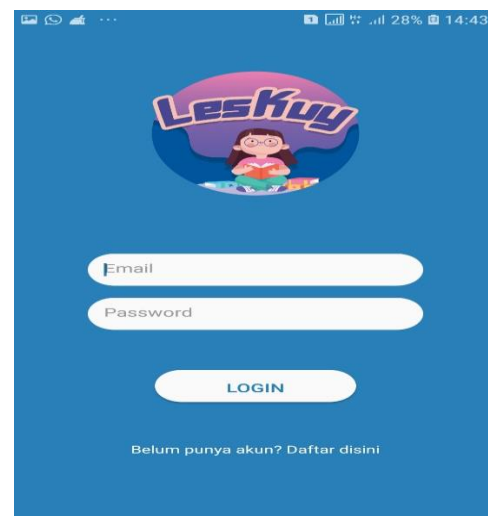 28% 14:43
LesKuy
Email
Password
LOGIN
Belum punya akun? Daftar disini